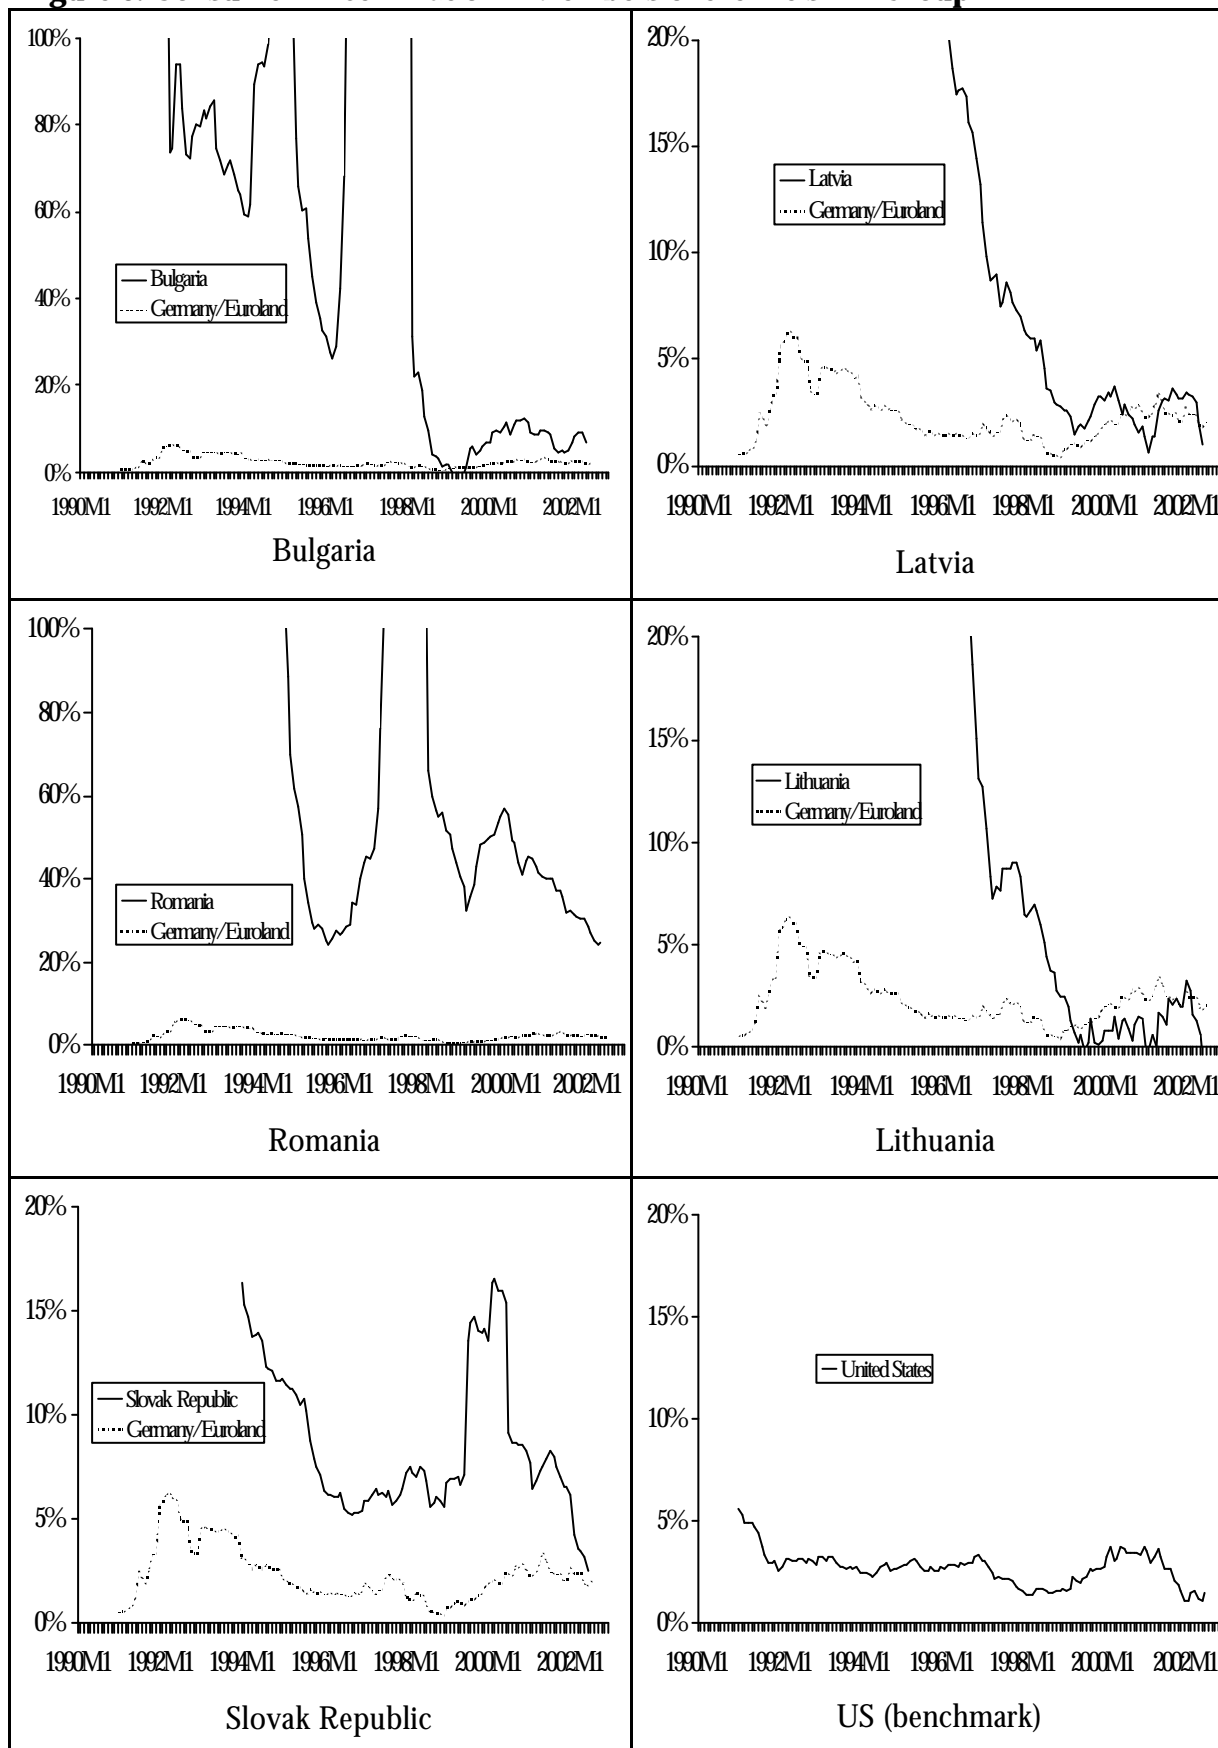 100%
80%
60%
40%
20%
0%
Bulgaria
Germany/Euroland
1990M1 1992M1 1994M1 1996M1 1998M1 2000M1 2002M1
Bulgaria
20%
15%
10%
5%
0%
Latvia
Germany/Euroland
1990M1 1992M1 1994M1 1996M1 1998M1 2000M1 2002M1
Latvia
100%
80%
60%
40%
20%
0%
Romania
Germany/Euroland
1990M1 1992M1 1994M1 1996M1 1998M1 2000M1 2002M1
Romania
20%
15%
10%
5%
0%
Lithuania
Germany/Euroland
1990M1 1992M1 1994M1 1996M1 1998M1 2000M1 2002M1
Lithuania
20%
15%
10%
5%
0%
Slovak Republic
Germany/Euroland
1990M1 1992M1 1994M1 1996M1 1998M1 2000M1 2002M1
Slovak Republic
20%
15%
10%
5%
0%
United States
1990M1 1992M1 1994M1 1996M1 1998M1 2000M1 2002M1
US (benchmark)